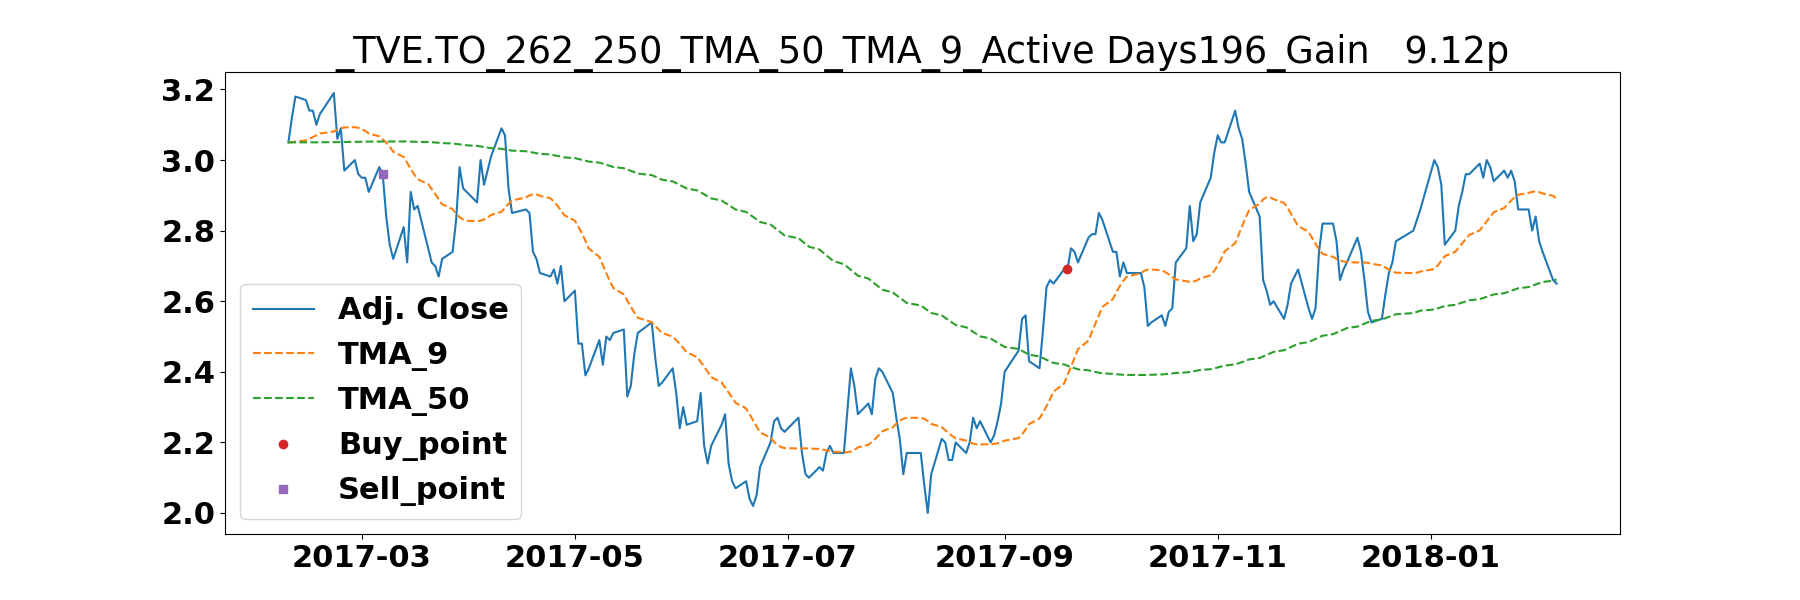 _TVE.TO_262_250_TMA_50_TMA_9_Active Days196_Gain   9.12p
3.2
3.0
2.8
2.6
2.4
2.2
2.0
Adj. Close
TMA_9
TMA_50
Buy_point
Sell_point
2017-03
2017-05
2017-07
2017-09
2017-11
2018-01